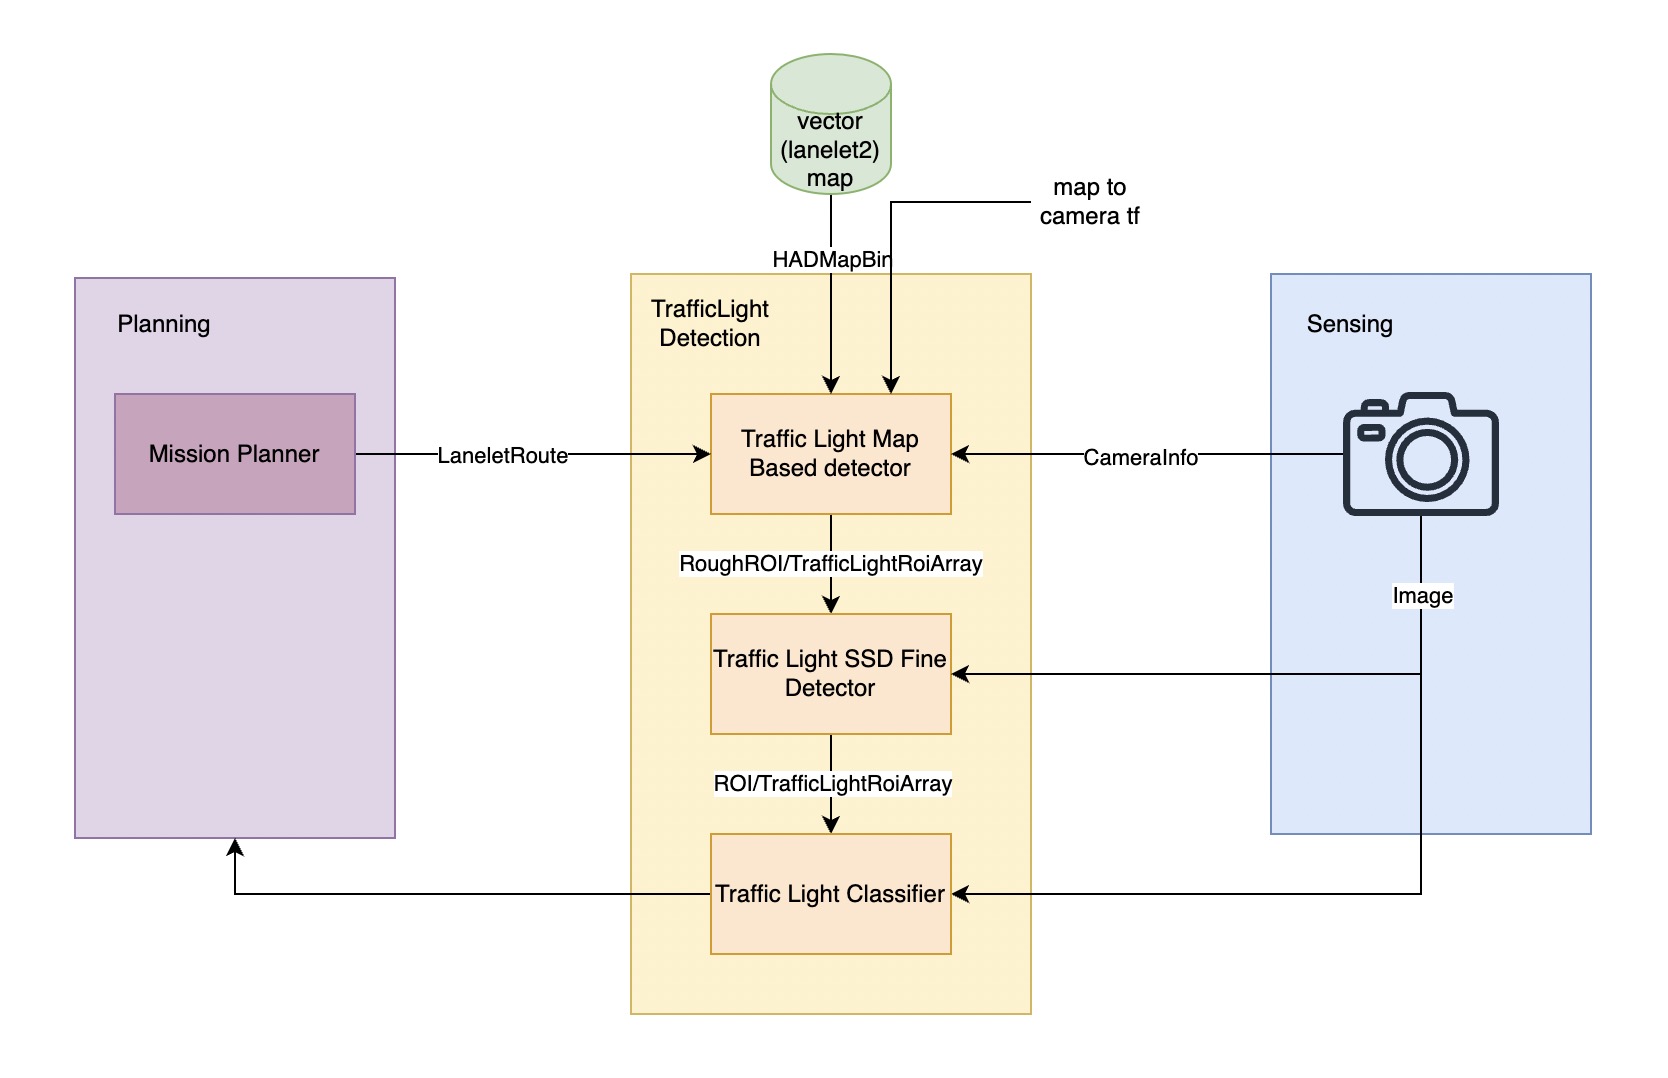 vector
(lanelet2)
map
map to
camera tf
HADMapBin
Planning
TrafficLight
Detection
Sensing
Mission Planner
LaneletRoute
Traffic Light Map
Based detector
CameraInfo
RoughROI/TrafficLightRoiArray
Image
Traffic Light SSD Fine
Detector
ROI/TrafficLightRoiArray
Traffic Light Classifier